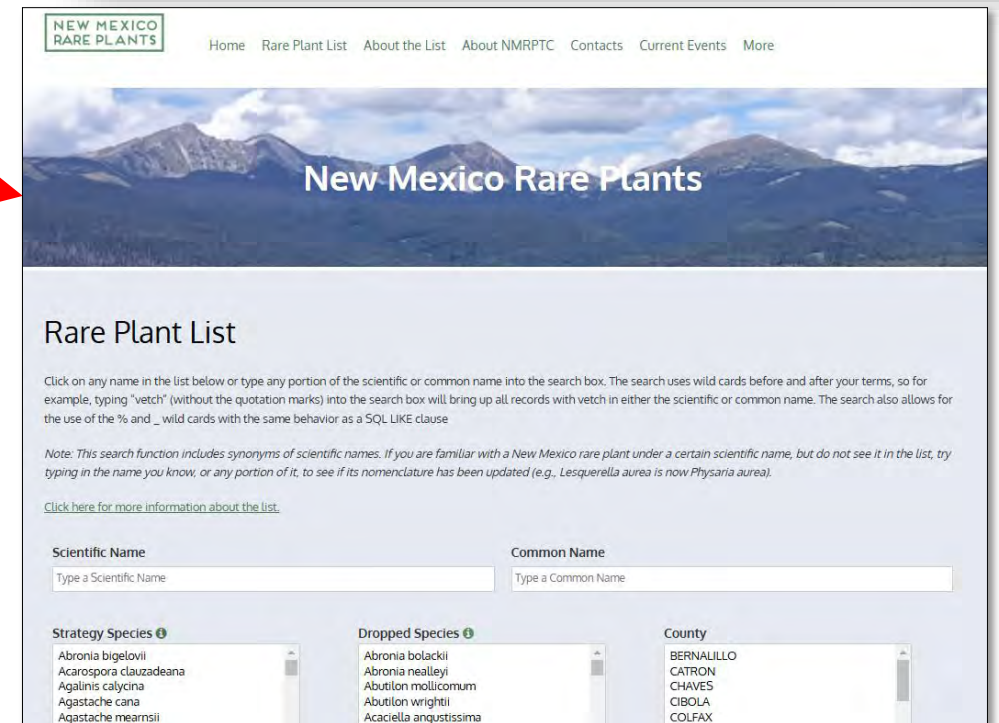 NEW MEXICO
RARE PLANTS
Home Rare Plant List About the List About NMRPTC Contacts Current Events More
New Mexico Rare Plants
Rare Plant List
Click on any name in the list below or type any portion of the scientific or common name into the search box. The search uses wild cards before and after your terms, so for
example, typing "vetch" (without the quotation marks) into the search box will bring up all records with vetch in either the scientific or common name. The search also allows for
the use of the % and _ wild cards with the same behavior as a SQL LIKE clause
Note: This search function includes synonyms of scientific names. If you are familiar with a New Mexico rare plant under a certain scientific name, but do not see it in the list, try
typing in the name you know, or any portion of it, to see if its nomenclature has been updated (e.g., Lesquerella aurea is now Physaria aurea).
Click here for more information about the list.
Scientific Name Common Name
Type a Scientific Name Type a Common Name
Strategy Species Dropped Species County
Abronia bigelovii Abronia bolackii BERNALILLO
Acarospora clauzadeana Abronia nealleyi CATRON
Agalinis calycina Abutilon mollicomum CHAVES
Agastache cana Abutilon wrightii CIBOLA
Agastache mearnsii Acaciella angustissima COLFAX